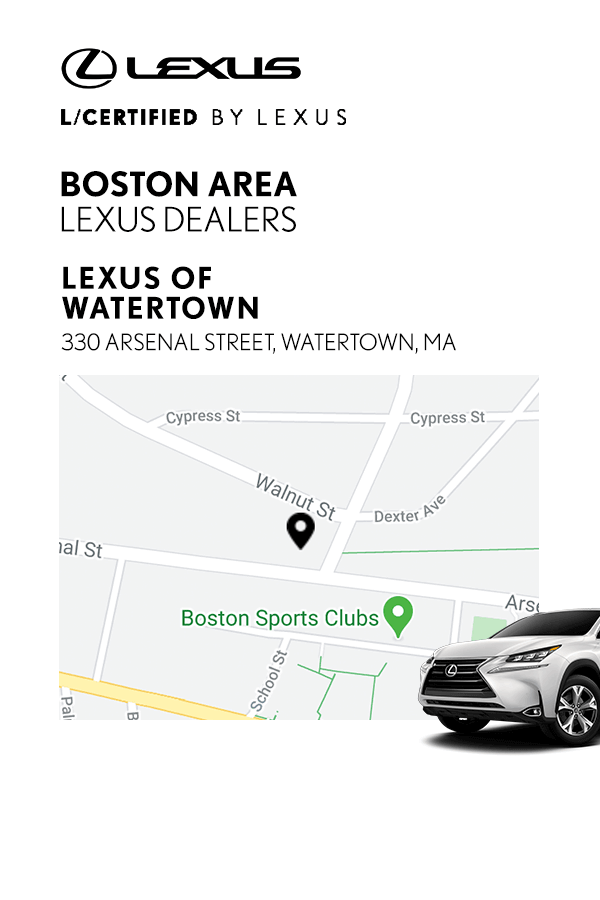 LEXUS
L/CERTIFIED BY LEXUS
BOSTON AREA
LEXUS DEALERS
LEXUS OF
WATERTOWN
330 ARSENAL STREET, WATERTOWN, MA
Cypress St
Cypress St
Walnut St
Dexter Ave
nal St
Arse
Boston Sports Clubs
School St
Pal
B